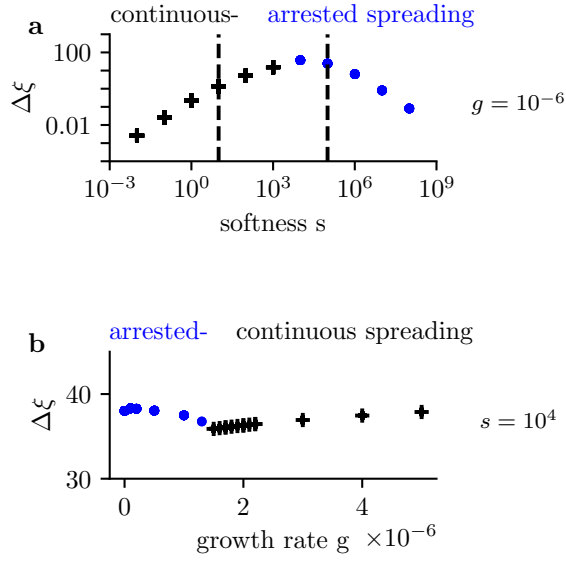 continuous- arrested spreading
a
100
0.01
Δξ
10⁻³ 10⁰ 10³ 10⁶ 10⁹
softness s
g = 10⁻⁶
arrested- continuous spreading
b
40
30
Δξ
0 2 4
growth rate g ×10⁻⁶
s = 10⁴